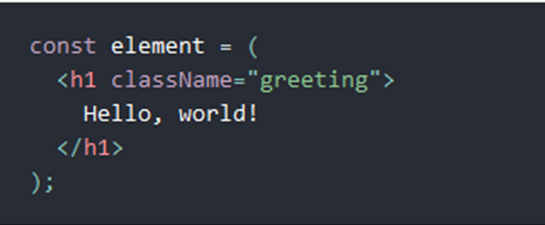 const element = (
  <h1 className="greeting">
    Hello, world!
  </h1>
);